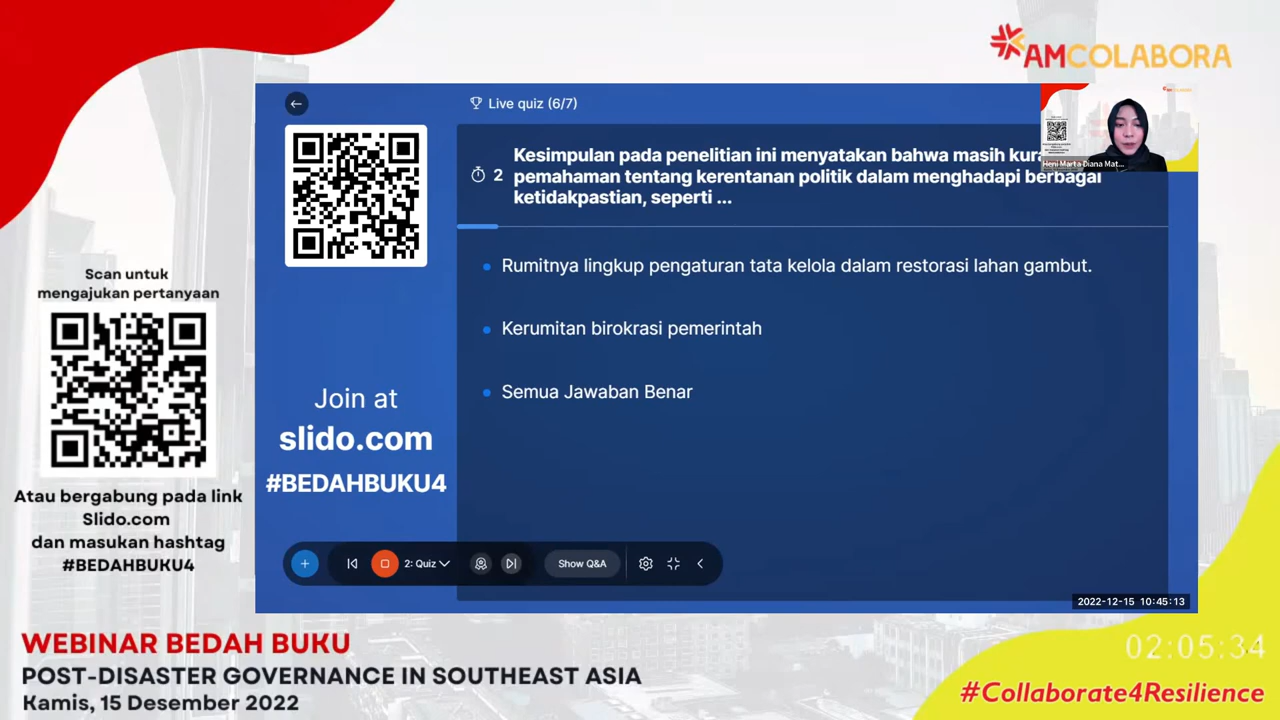 AMCOLABORA
Live quiz (6/7)
Heni Marta Diana Mat...
2
Kesimpulan pada penelitian ini menyatakan bahwa masih
pemahaman tentang kerentanan politik dalam menghadapi berbagai
ketidakpastian, seperti ...
Rumitnya lingkup pengaturan tata kelola dalam restorasi lahan gambut.
Kerumitan birokrasi pemerintah
Semua Jawaban Benar
Join at
slido.com
#BEDAHBUKU4
2: Quiz
Show Q&A
2022-12-15 10:45:13
Scan untuk
mengajukan pertanyaan
Atau bergabung pada link
Slido.com
dan masukan hashtag
#BEDAHBUKU4
WEBINAR BEDAH BUKU
POST-DISASTER GOVERNANCE IN SOUTHEAST ASIA
Kamis, 15 Desember 2022
02:05:34
#Collaborate4Resilience